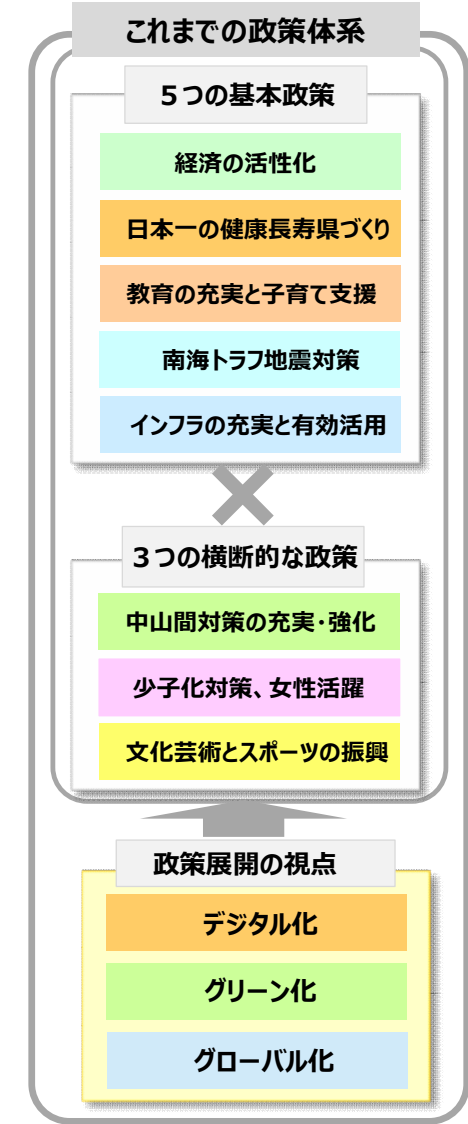 これまでの政策体系
５つの基本政策
経済の活性化
日本一の健康長寿県づくり
教育の充実と子育て支援
南海トラフ地震対策
インフラの充実と有効活用
３つの横断的な政策
中山間対策の充実・強化
少子化対策、女性活躍
文化芸術とスポーツの振興
政策展開の視点
デジタル化
グリーン化
グローバル化